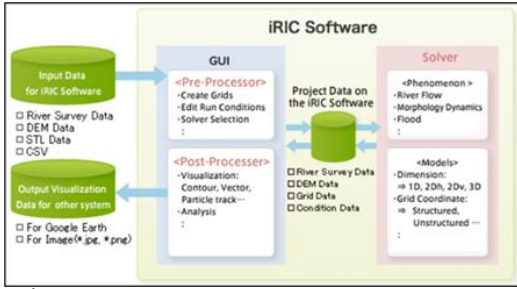 iRIC Software
GUI
Solver
Input Data
for iRIC Software
□ River Survey Data
□ DEM Data
□ STL Data
□ CSV
Output Visualization
Data for other system
□ For Google Earth
□ For Image(*.jpg, *.png)
<Pre-Processor>
・Create Grids
・Edit Run Conditions
・Solver Selection
:
<Post-Processer>
・Visualization:
Contour, Vector,
Particle track…
・Analysis
:
Project Data on
the iRIC Software
□ River Survey Data
□ DEM Data
□ Grid Data
□ Condition Data
<Phenomenon >
・River Flow
・Morphology Dynamics
・Flood
:
<Models>
・Dimension:
⇒ 1D, 2Dh, 2Dv, 3D
・Grid Coordinate:
⇒ Structured,
Unstructured …
: